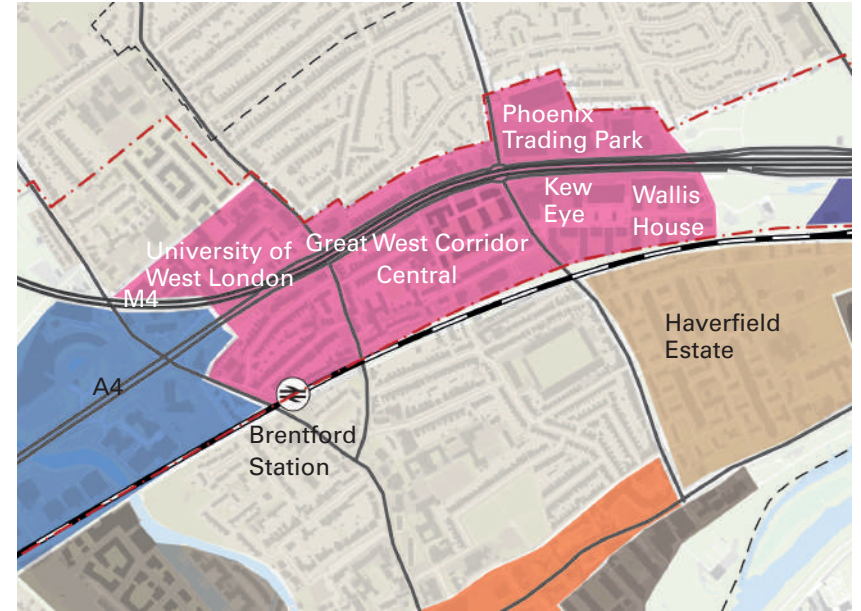 Phoenix
Trading Park
Kew
Eye
Wallis
House
University of
West London
Great West Corridor
Central
M4
Haverfield
Estate
A4
Brentford
Station